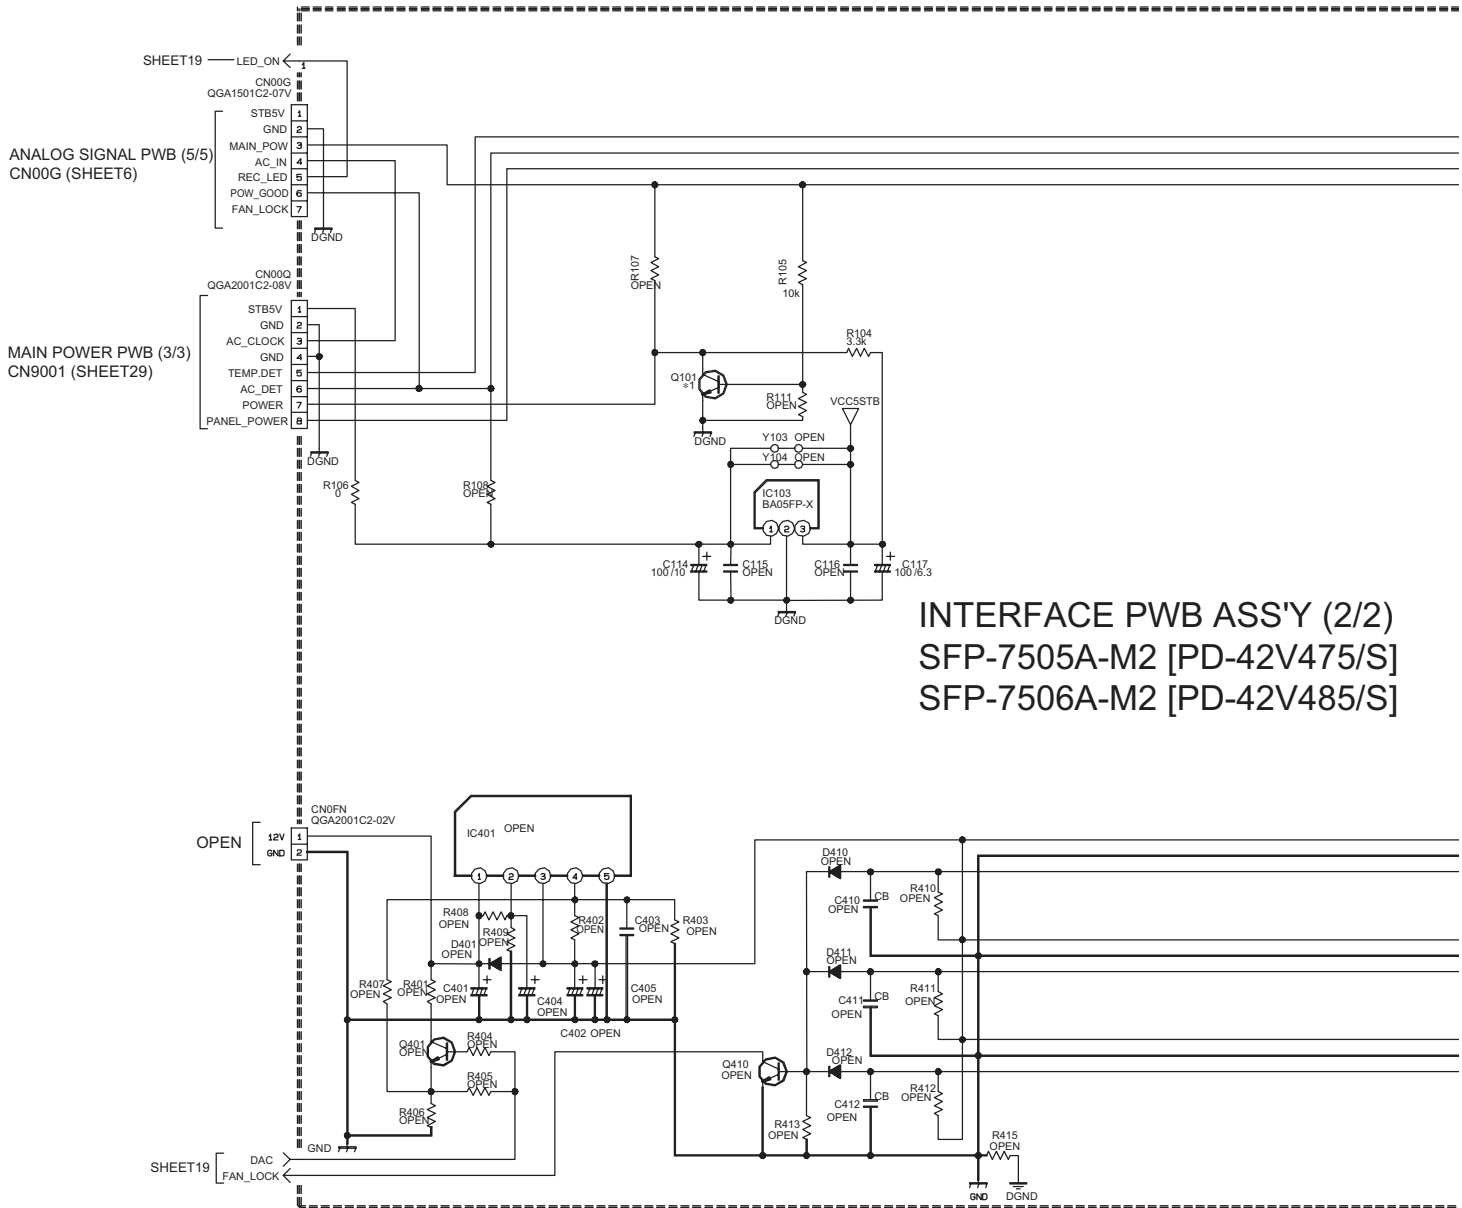 SHEET19
LED_ON
1
CN00G
QGA1501C2-07V
ANALOG SIGNAL PWB (5/5)
CN00G (SHEET6)
STB5V 1
GND 2
MAIN_POW 3
AC_IN 4
REC_LED 5
POW_GOOD 6
FAN_LOCK 7
DGND
CN00Q
QGA2001C2-08V
MAIN POWER PWB (3/3)
CN9001 (SHEET29)
STB5V 1
GND 2
AC_CLOCK 3
GND 4
TEMP.DET 5
AC_DET 6
POWER 7
PANEL_POWER 8
DGND
R106
0
R108
OPEN
R107
OPEN
R105
10k
R104
3.3k
Q101
*1
R111
OPEN
DGND
VCC5STB
Y103 OPEN
Y104 OPEN
IC103
BA05FP-X
1 2 3
C114
100/10
+
C115
OPEN
C116
OPEN
+
C117
100/6.3
DGND
INTERFACE PWB ASS'Y (2/2)
SFP-7505A-M2 [PD-42V475/S]
SFP-7506A-M2 [PD-42V485/S]
OPEN
CN0FN
QGA2001C2-02V
12V 1
GND 2
IC401 OPEN
1 2 3 4 5
R408
OPEN
R409
OPEN
D401
OPEN
R402
OPEN
C403
OPEN
R403
OPEN
R407
OPEN
R401
OPEN
C401
OPEN
+
C404
OPEN
+
C402 OPEN
+
+
C405
OPEN
Q401
OPEN
R404
OPEN
R405
OPEN
R406
OPEN
GND
SHEET19
DAC
FAN_LOCK
Q410
OPEN
R413
OPEN
D410
OPEN
C410
OPEN
CB
R410
OPEN
D411
OPEN
C411
OPEN
CB
R411
OPEN
D412
OPEN
C412
OPEN
CB
R412
OPEN
R415
OPEN
GND
DGND